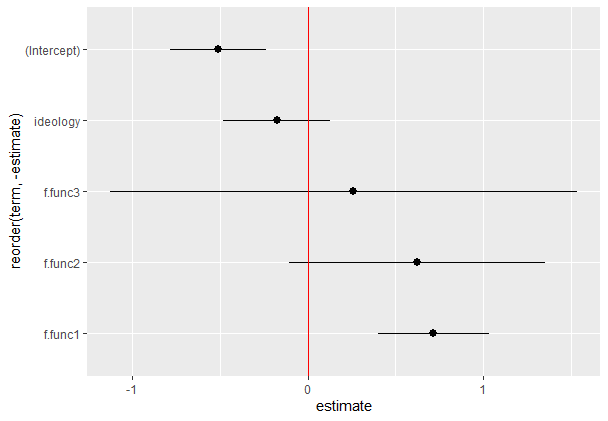 (Intercept)
ideology
f.func3
f.func2
f.func1
reorder(term, -estimate)
-1
0
1
estimate